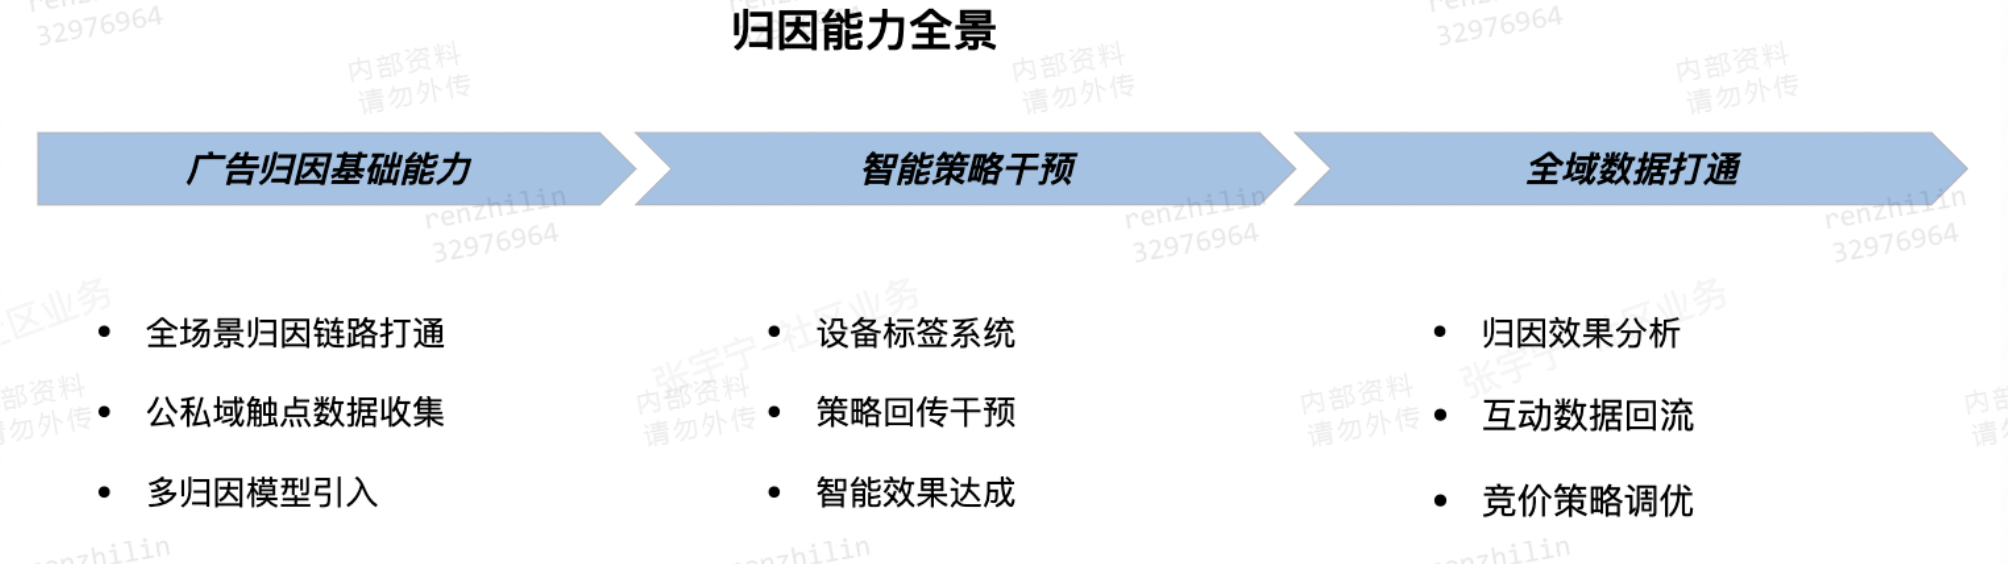 归因能力全景
renzhilin
32976964
32976964
内部资料
请勿外传
内部资料
请勿外传
内部资料
请勿外传
广告归因基础能力
智能策略干预
全域数据打通
renzhilin
32976964
renzhilin
32976964
renzhilin
32976964
社区业务
张宇宁-社区业务
张宇宁 区业务
全场景归因链路打通
公私域触点数据收集
多归因模型引入
设备标签系统
策略回传干预
智能效果达成
归因效果分析
互动数据回流
竞价策略调优
部资料
请勿外传
内部资料
请勿外传
内部资料
请勿外传
内部
请勿
renzhilin
renzhilin
renzhilin